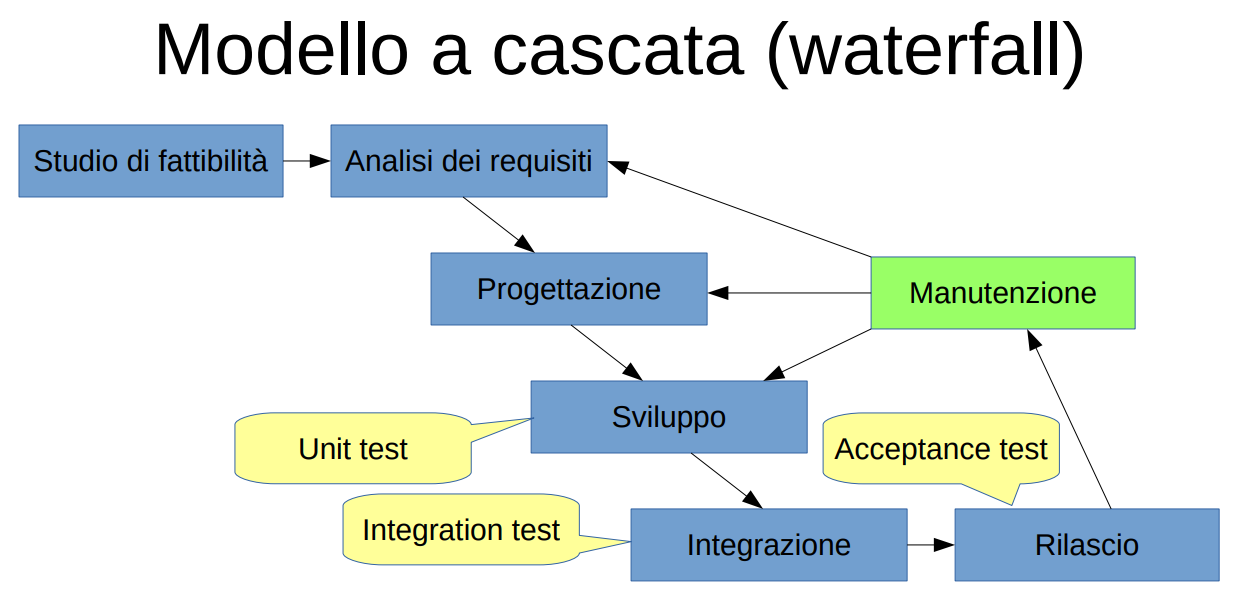 Modello a cascata (waterfall)
Studio di fattibilità
Analisi dei requisiti
Progettazione
Manutenzione
Sviluppo
Unit test
Acceptance test
Integration test
Integrazione
Rilascio